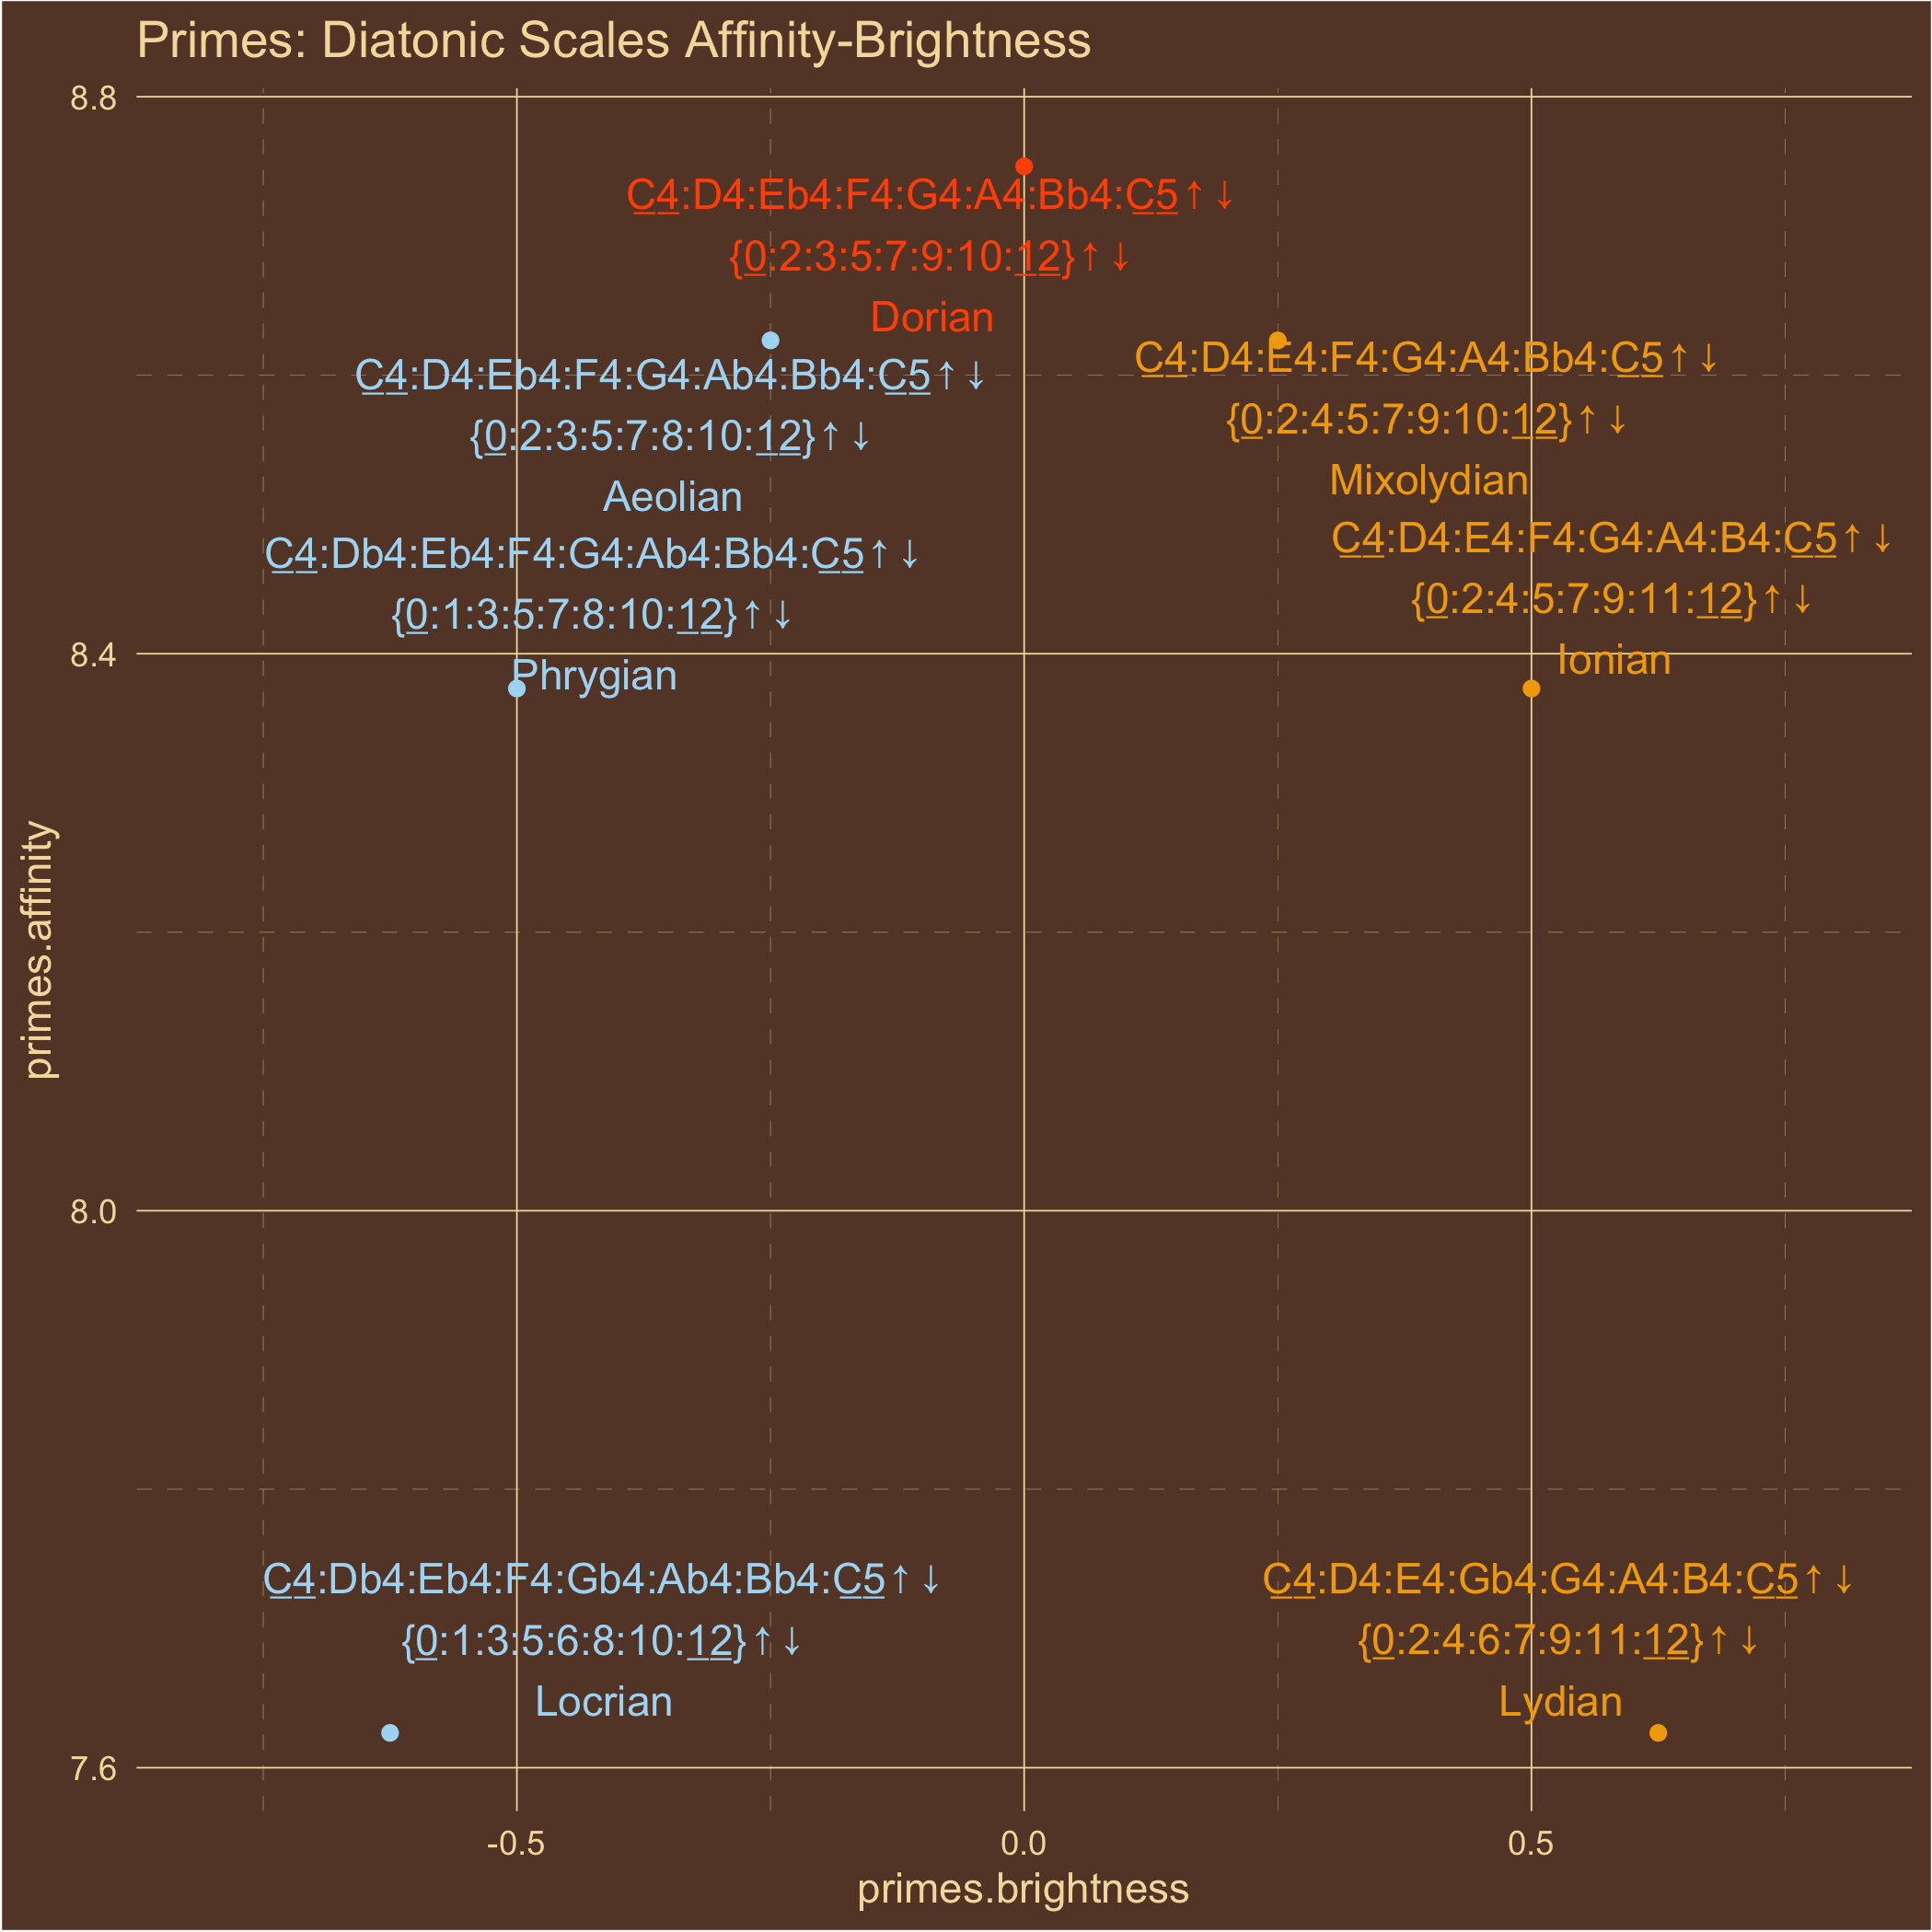 Primes: Diatonic Scales Affinity-Brightness
8.8
C4:D4:Eb4:F4:G4:A4:Bb4:C5↑↓
{0:2:3:5:7:9:10:12}↑↓
Dorian
C4:D4:Eb4:F4:G4:Ab4:Bb4:C5↑↓
{0:2:3:5:7:8:10:12}↑↓
Aeolian
C4:D4:E4:F4:G4:A4:Bb4:C5↑↓
{0:2:4:5:7:9:10:12}↑↓
Mixolydian
C4:Db4:Eb4:F4:G4:Ab4:Bb4:C5↑↓
{0:1:3:5:7:8:10:12}↑↓
Phrygian
C4:D4:E4:F4:G4:A4:B4:C5↑↓
{0:2:4:5:7:9:11:12}↑↓
Ionian
8.4
primes.affinity
8.0
C4:Db4:Eb4:F4:Gb4:Ab4:Bb4:C5↑↓
{0:1:3:5:6:8:10:12}↑↓
Locrian
C4:D4:E4:Gb4:G4:A4:B4:C5↑↓
{0:2:4:6:7:9:11:12}↑↓
Lydian
7.6
-0.5 0.0 0.5
primes.brightness